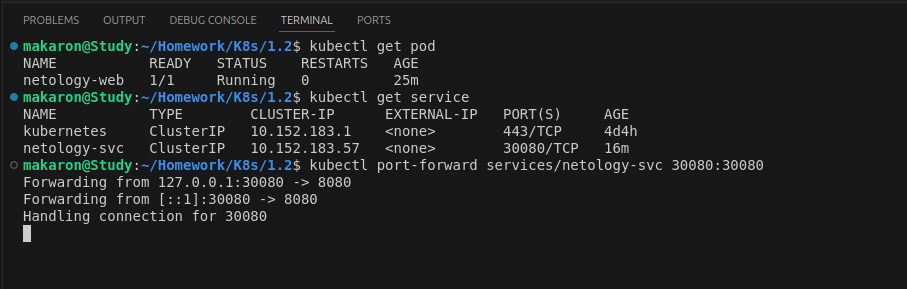 PROBLEMS OUTPUT DEBUG CONSOLE TERMINAL PORTS
makaron@Study:~/Homework/K8s/1.2$ kubectl get pod
NAME READY STATUS RESTARTS AGE
netology-web 1/1 Running 0 25m
makaron@Study:~/Homework/K8s/1.2$ kubectl get service
NAME TYPE CLUSTER-IP EXTERNAL-IP PORT(S) AGE
kubernetes ClusterIP 10.152.183.1 <none> 443/TCP 4d4h
netology-svc ClusterIP 10.152.183.57 <none> 30080/TCP 16m
makaron@Study:~/Homework/K8s/1.2$ kubectl port-forward services/netology-svc 30080:30080
Forwarding from 127.0.0.1:30080 -> 8080
Forwarding from [::1]:30080 -> 8080
Handling connection for 30080